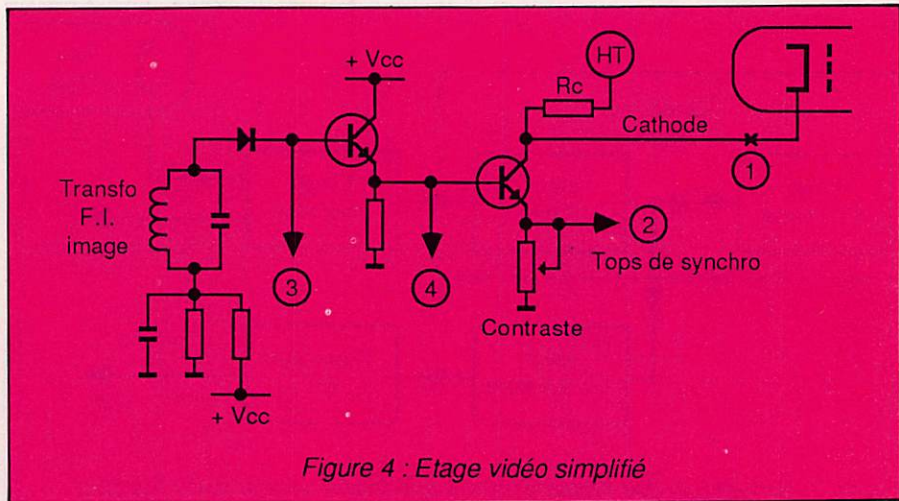 + Vcc
HT
Rc
Cathode
1
Transfo
F.I.
image
3
4
2
Tops de synchro
Contraste
+ Vcc
Figure 4 : Etage vidéo simplifié